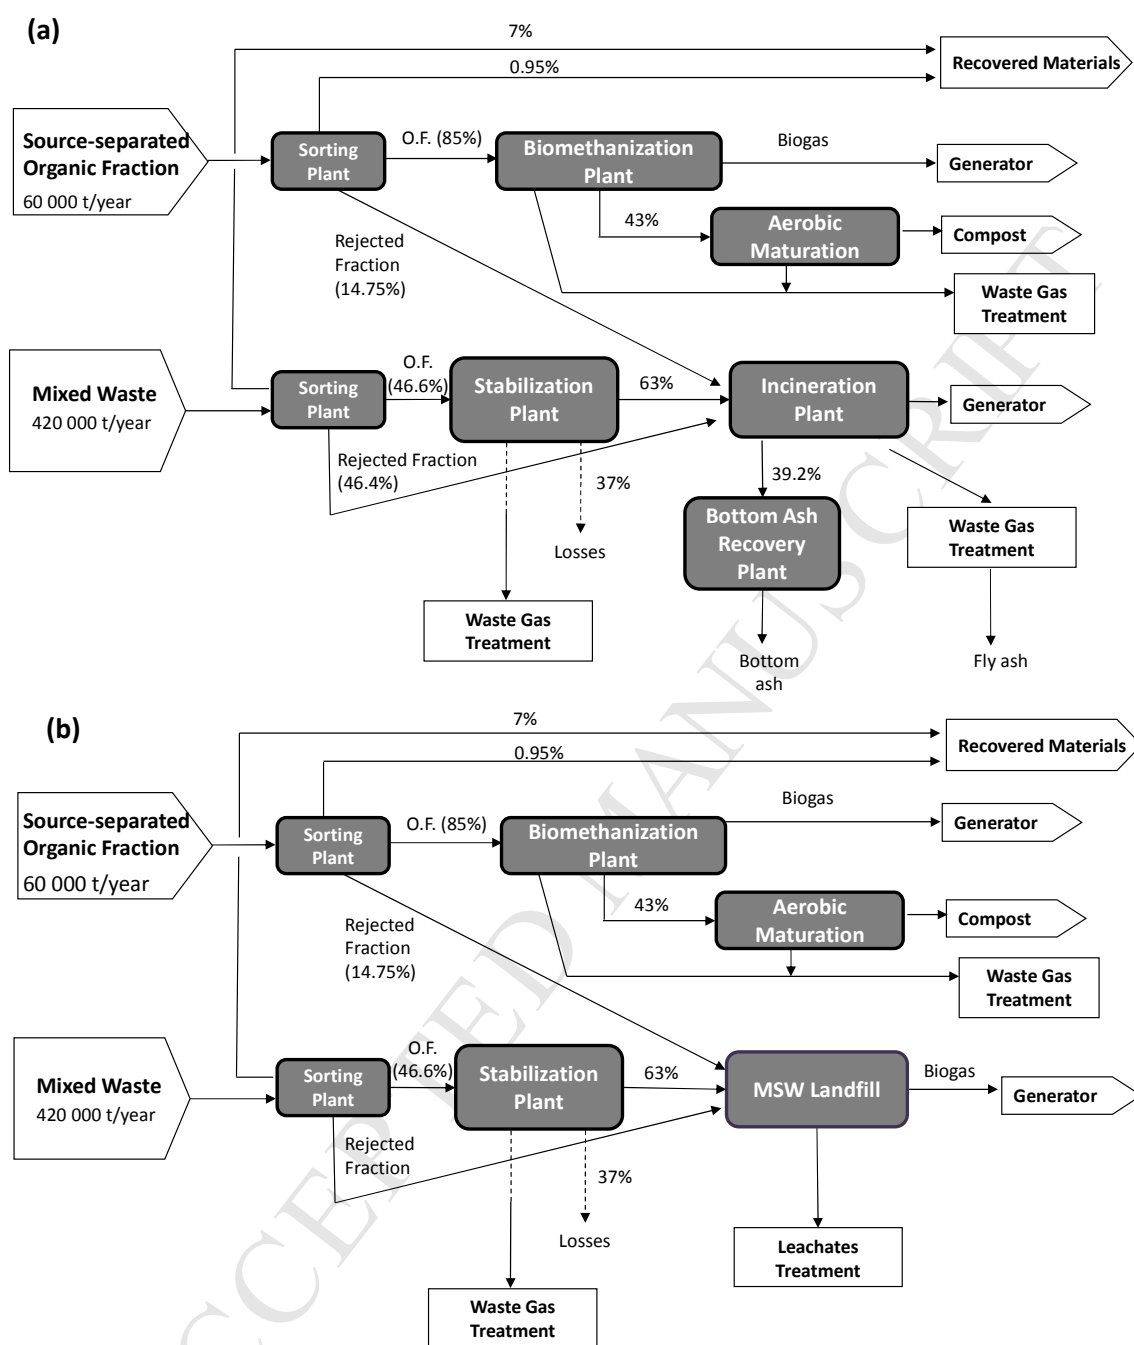 (a)
7%
Recovered Materials
0.95%
Source-separated
Organic Fraction
60 000 t/year
Sorting
Plant
O.F. (85%)
Biomethanization
Plant
Biogas
Generator
43%
Aerobic
Maturation
Compost
Rejected
Fraction
(14.75%)
Waste Gas
Treatment
Mixed Waste
420 000 t/year
Sorting
Plant
O.F.
(46.6%)
Stabilization
Plant
63%
Incineration
Plant
Generator
Rejected Fraction
(46.4%)
37%
39.2%
Losses
Bottom Ash
Recovery
Plant
Waste Gas
Treatment
Waste Gas
Treatment
Bottom
ash
Fly ash
(b)
7%
Recovered Materials
0.95%
Source-separated
Organic Fraction
60 000 t/year
Sorting
Plant
O.F. (85%)
Biomethanization
Plant
Biogas
Generator
43%
Aerobic
Maturation
Compost
Rejected
Fraction
(14.75%)
Waste Gas
Treatment
Mixed Waste
420 000 t/year
Sorting
Plant
O.F.
(46.6%)
Stabilization
Plant
63%
MSW Landfill
Biogas
Generator
Rejected
Fraction
37%
Losses
Leachates
Treatment
Waste Gas
Treatment
ACCEPTED MANUSCRIPT